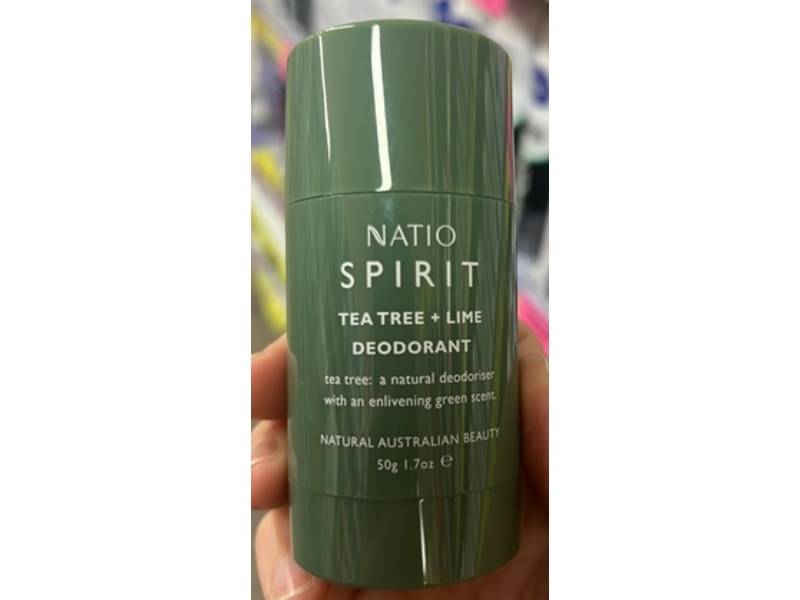 NATIO
SPIRIT
TEA TREE + LIME
DEODORANT
tea tree: a natural deodoriser
with an enlivening green scent.
NATURAL AUSTRALIAN BEAUTY
50g 1.7oz ℮